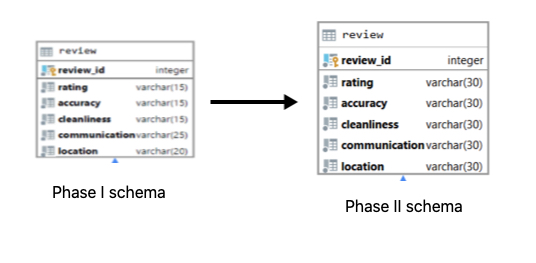 review
review_id integer
rating varchar(15)
accuracy varchar(15)
cleanliness varchar(15)
communication varchar(25)
location varchar(20)
Phase I schema
review
review_id integer
rating varchar(30)
accuracy varchar(30)
cleanliness varchar(30)
communication varchar(30)
location varchar(30)
Phase II schema